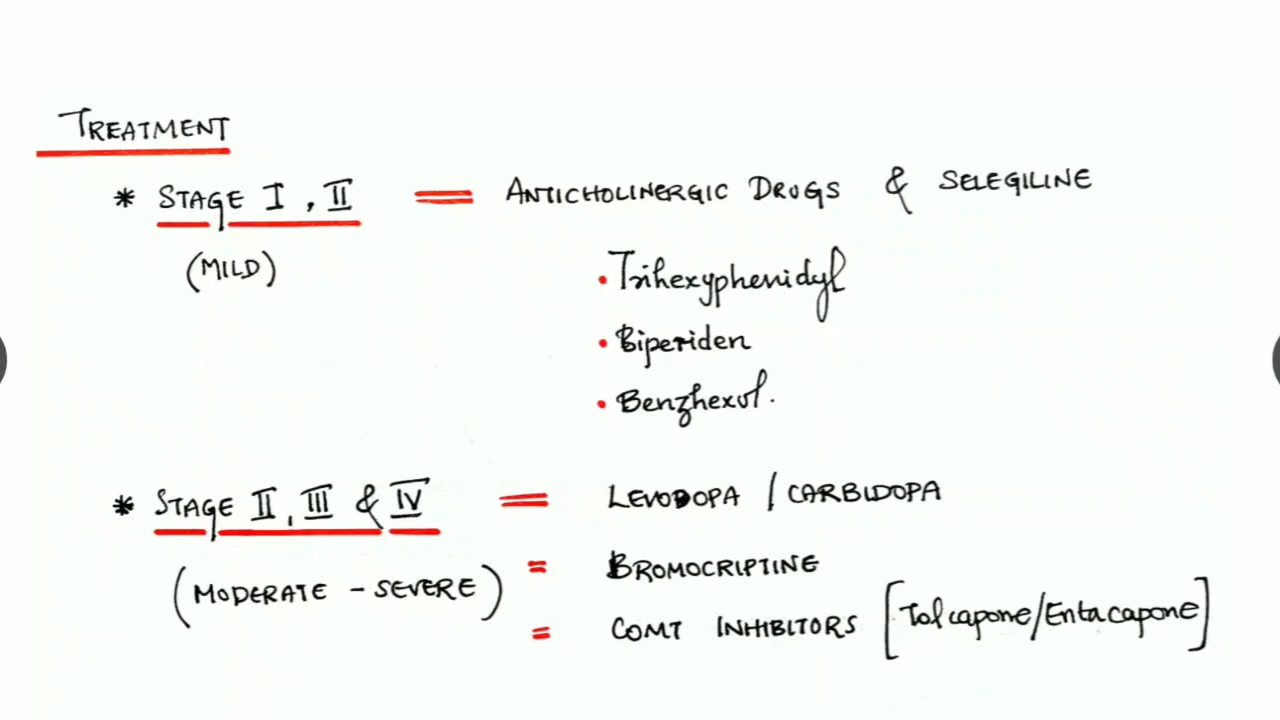 TREATMENT
* STAGE I, II = ANTICHOLINERGIC DRUGS & SELEGILINE
(MILD)
• Trihexyphenidyl
• Biperiden
• Benzhexol.
* STAGE II, III & IV = LEVODOPA / CARBIDOPA
= BROMOCRIPTINE
(MODERATE - SEVERE)
= COMT INHIBITORS [Tolcapone/Entacapone]